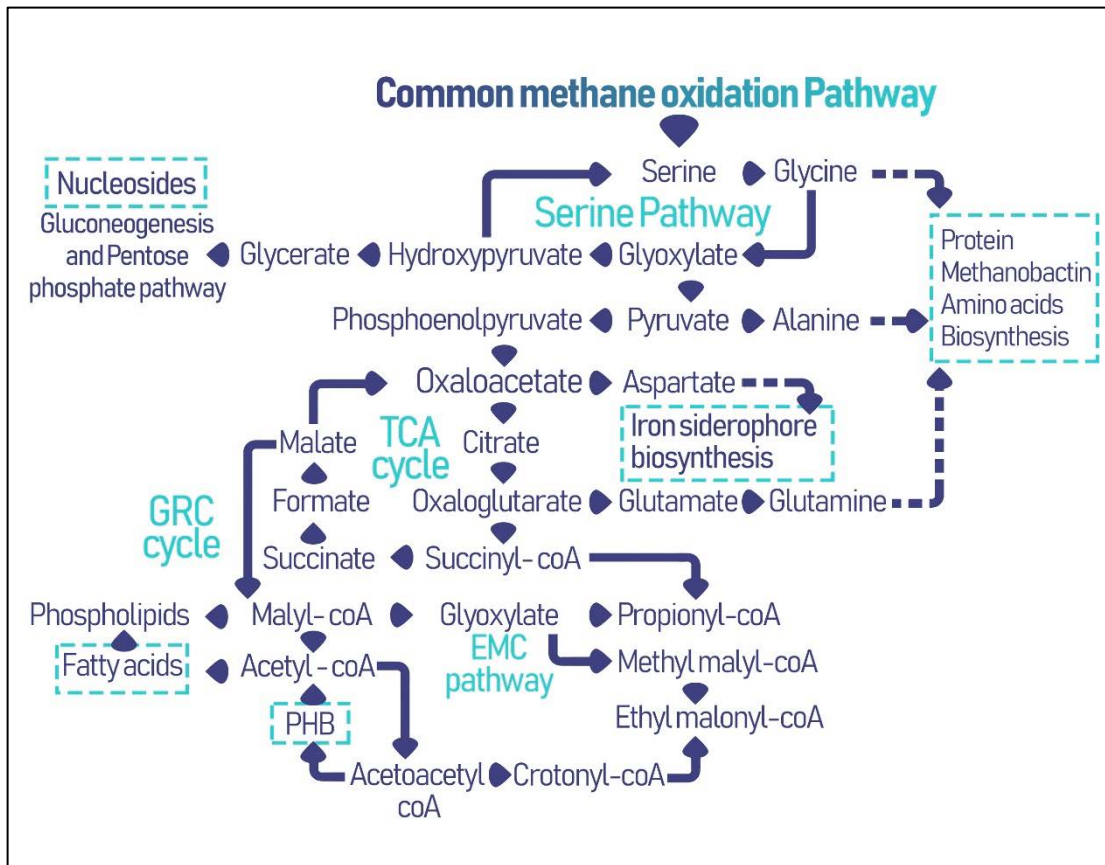 Common methane oxidation Pathway
Serine
Glycine
Nucleosides
Gluconeogenesis
and Pentose
phosphate pathway
Serine Pathway
Glycerate
Hydroxypyruvate
Glyoxylate
Protein
Methanobactin
Amino acids
Biosynthesis
Phosphoenolpyruvate
Pyruvate
Alanine
Oxaloacetate
Aspartate
Malate
TCA
cycle
Citrate
Iron siderophore
biosynthesis
GRC
cycle
Formate
Oxaloglutarate
Glutamate
Glutamine
Succinate
Succinyl-coA
Phospholipids
Malyl-coA
Glyoxylate
Propionyl-coA
Fatty acids
Acetyl-coA
EMC
pathway
Methyl malyl-coA
PHB
Ethyl malonyl-coA
Acetoacetyl
coA
Crotonyl-coA